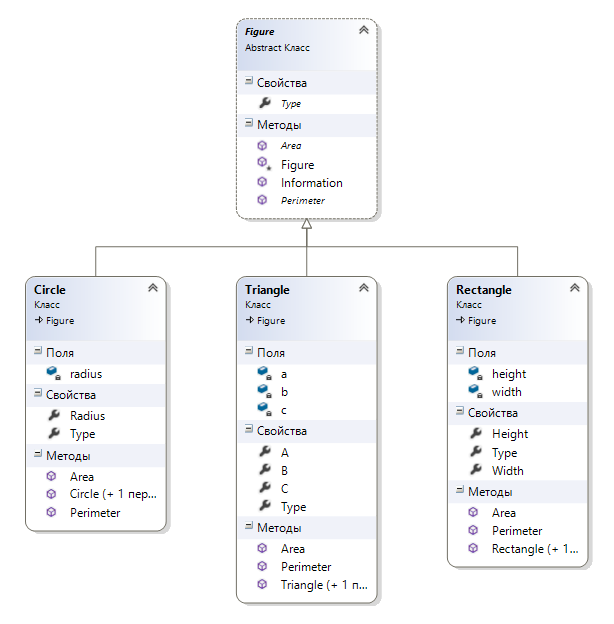 Figure
Abstract Класс
Свойства
Type
Методы
Area
Figure
Information
Perimeter
Circle
Класс
Figure
Поля
radius
Свойства
Radius
Type
Методы
Area
Circle (+ 1 пер...
Perimeter
Triangle
Класс
Figure
Поля
a
b
c
Свойства
A
B
C
Type
Методы
Area
Perimeter
Triangle (+ 1 п...
Rectangle
Класс
Figure
Поля
height
width
Свойства
Height
Type
Width
Методы
Area
Perimeter
Rectangle (+ 1...